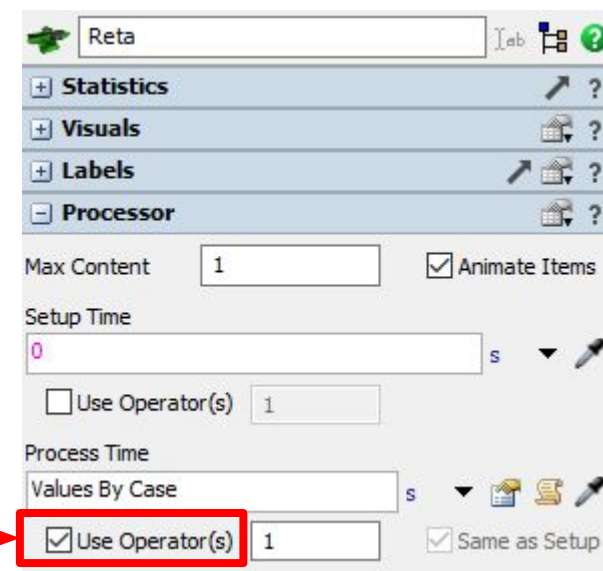 Reta
Statistics ?
Visuals ?
Labels ?
Processor ?
Max Content 1 Animate Items
Setup Time
0 s
Use Operator(s) 1
Process Time
Values By Case s
Use Operator(s) 1 Same as Setup